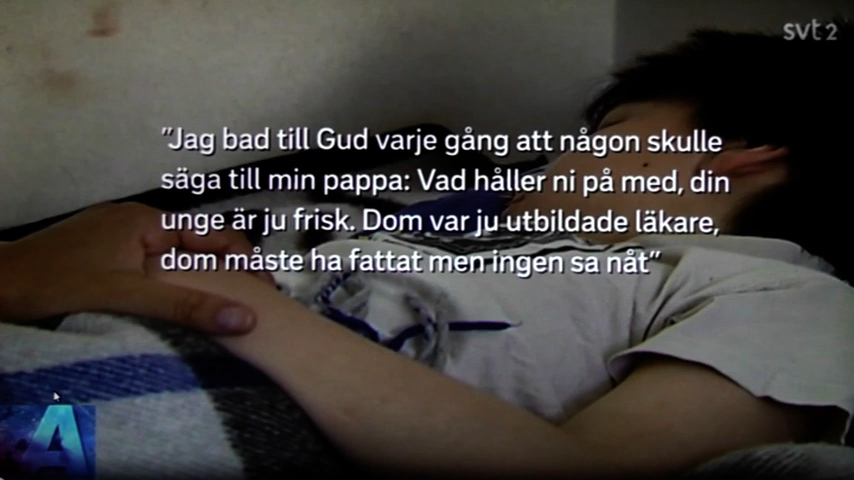 svt2
"Jag bad till Gud varje gång att någon skulle
säga till min pappa: Vad håller ni på med, din
unge är ju frisk. Dom var ju utbildade läkare,
dom måste ha fattat men ingen sa nåt"
A